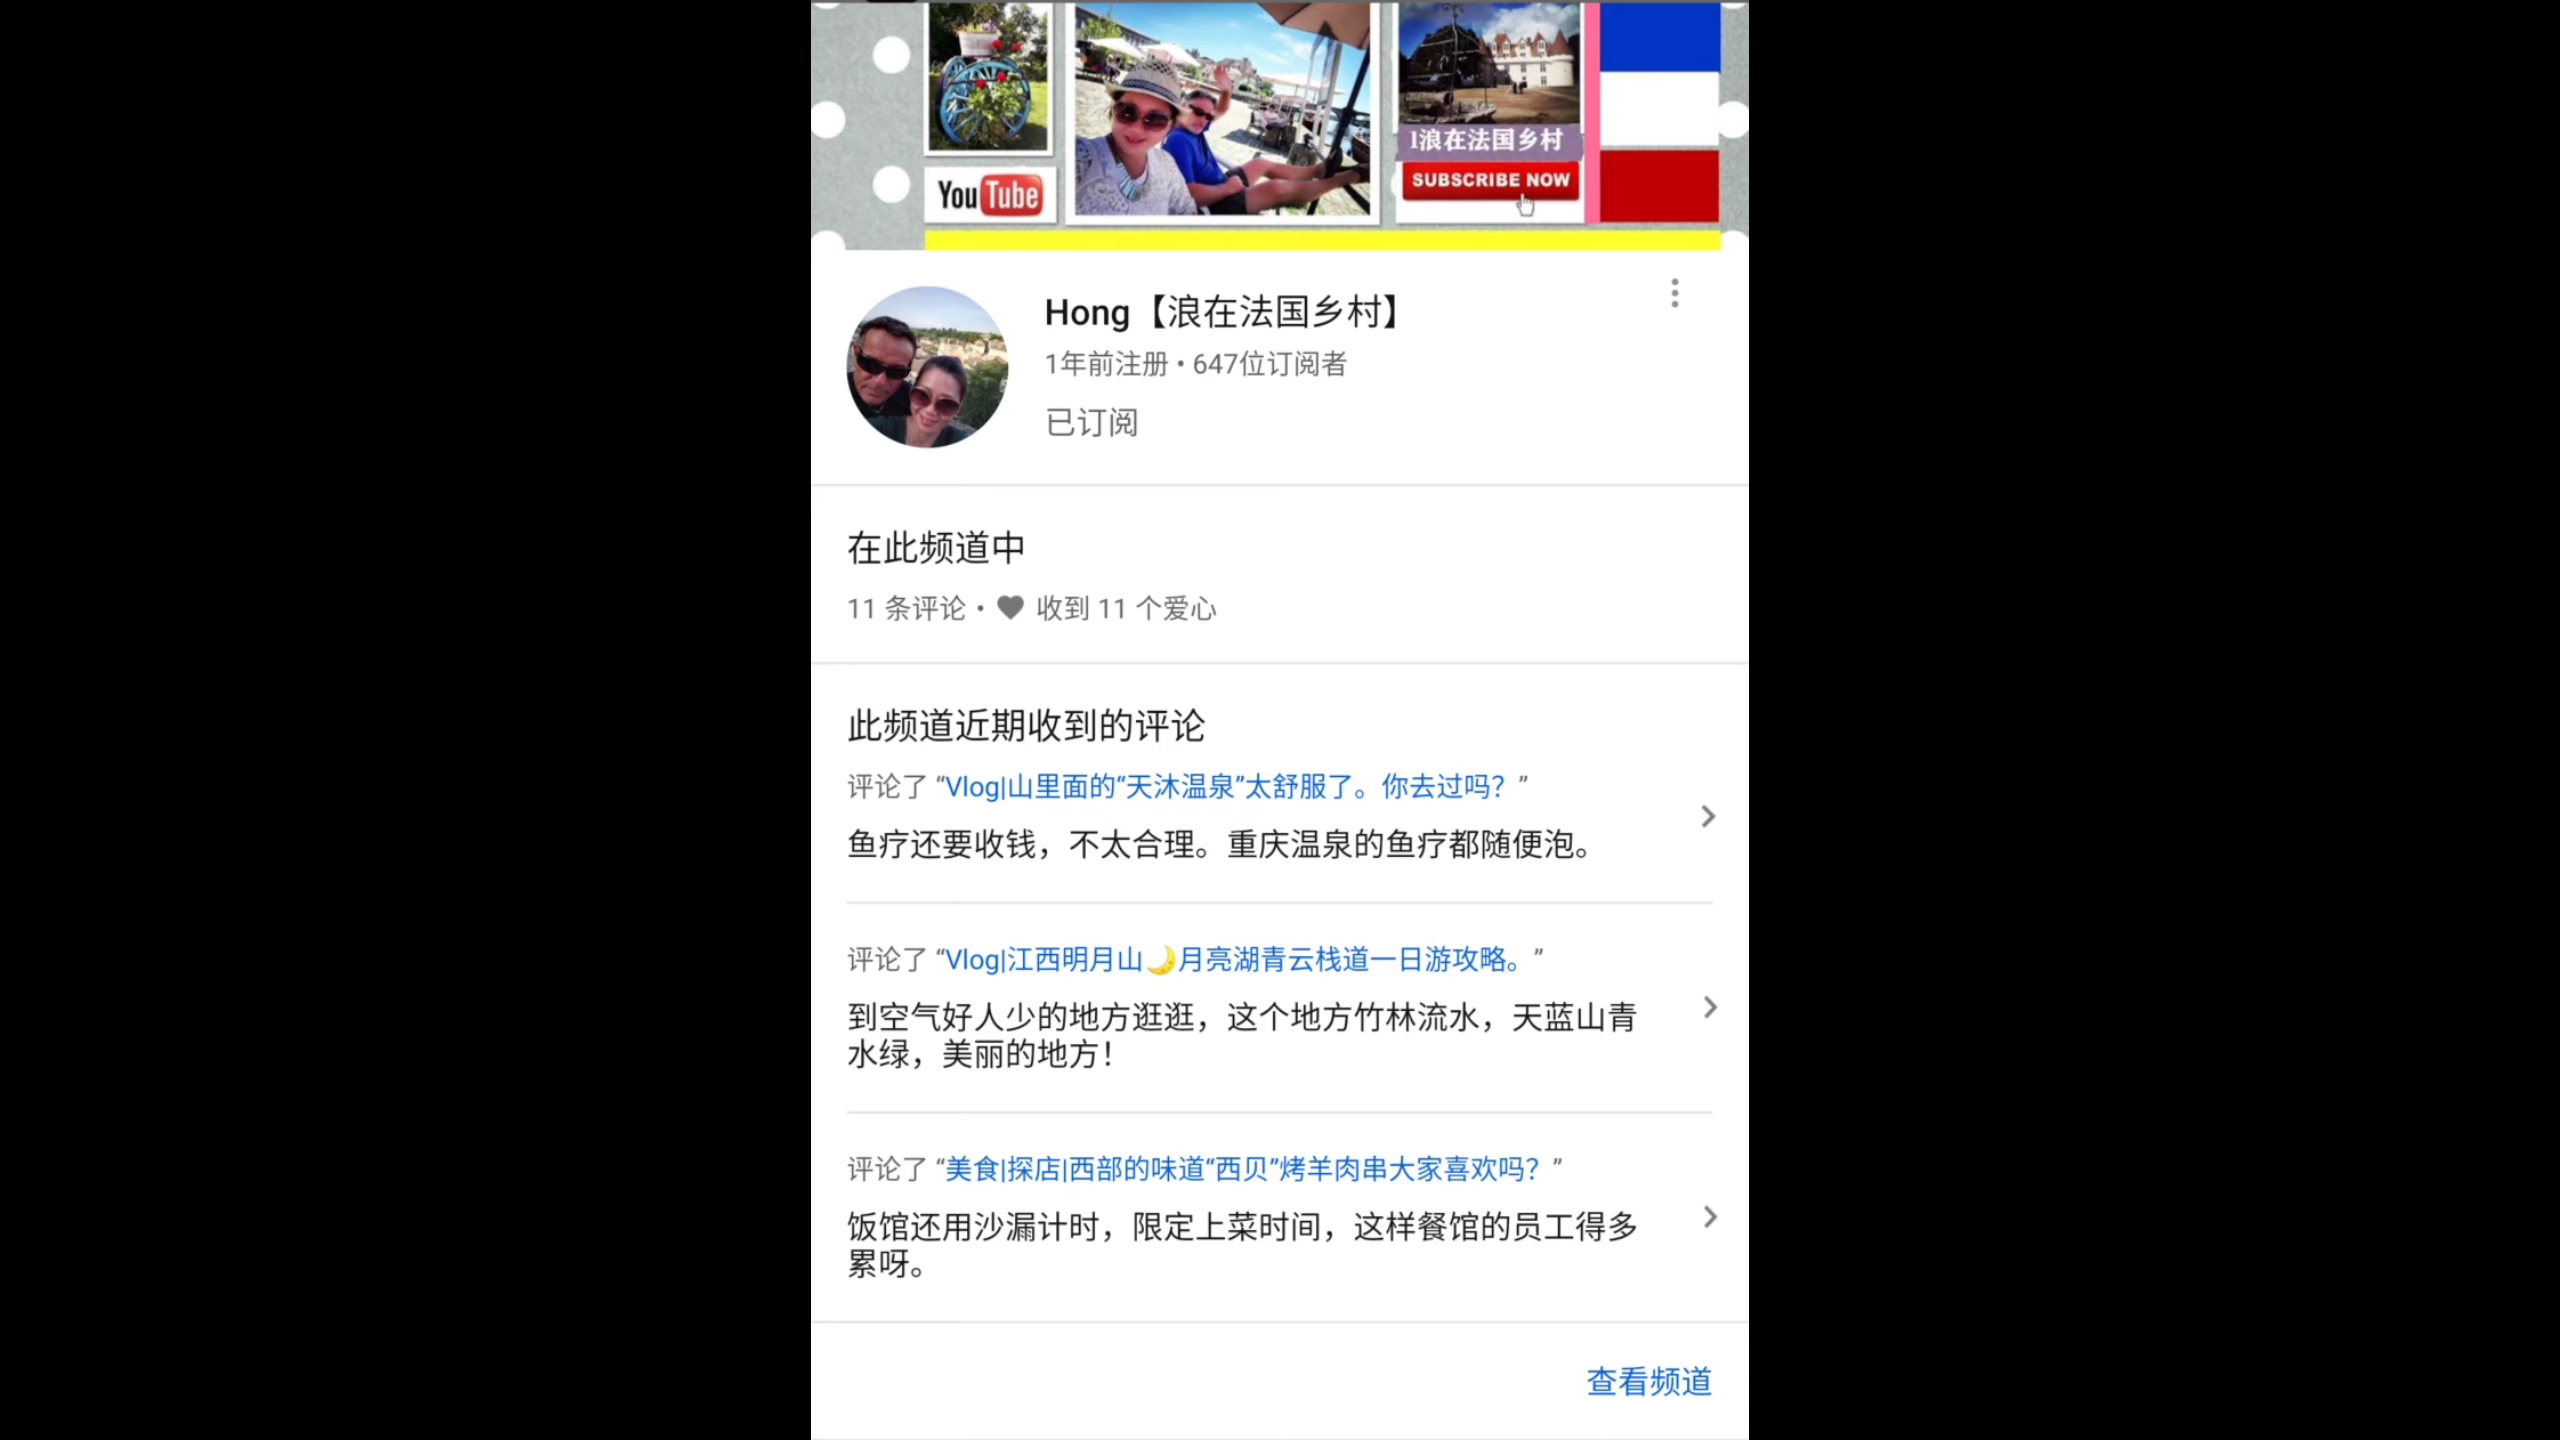 1浪在法国乡村
YouTube
SUBSCRIBE NOW
Hong【浪在法国乡村】
1年前注册 • 647位订阅者
已订阅
在此频道中
11 条评论 • ♥ 收到 11 个爱心
此频道近期收到的评论
评论了 “Vlog|山里面的“天沐温泉”太舒服了。你去过吗？”
鱼疗还要收钱，不太合理。重庆温泉的鱼疗都随便泡。
评论了 “Vlog|江西明月山🌙月亮湖青云栈道一日游攻略。”
到空气好人少的地方逛逛，这个地方竹林流水，天蓝山青
水绿，美丽的地方！
评论了 “美食|探店|西部的味道“西贝”烤羊肉串大家喜欢吗？”
饭馆还用沙漏计时，限定上菜时间，这样餐馆的员工得多
累呀。
查看频道